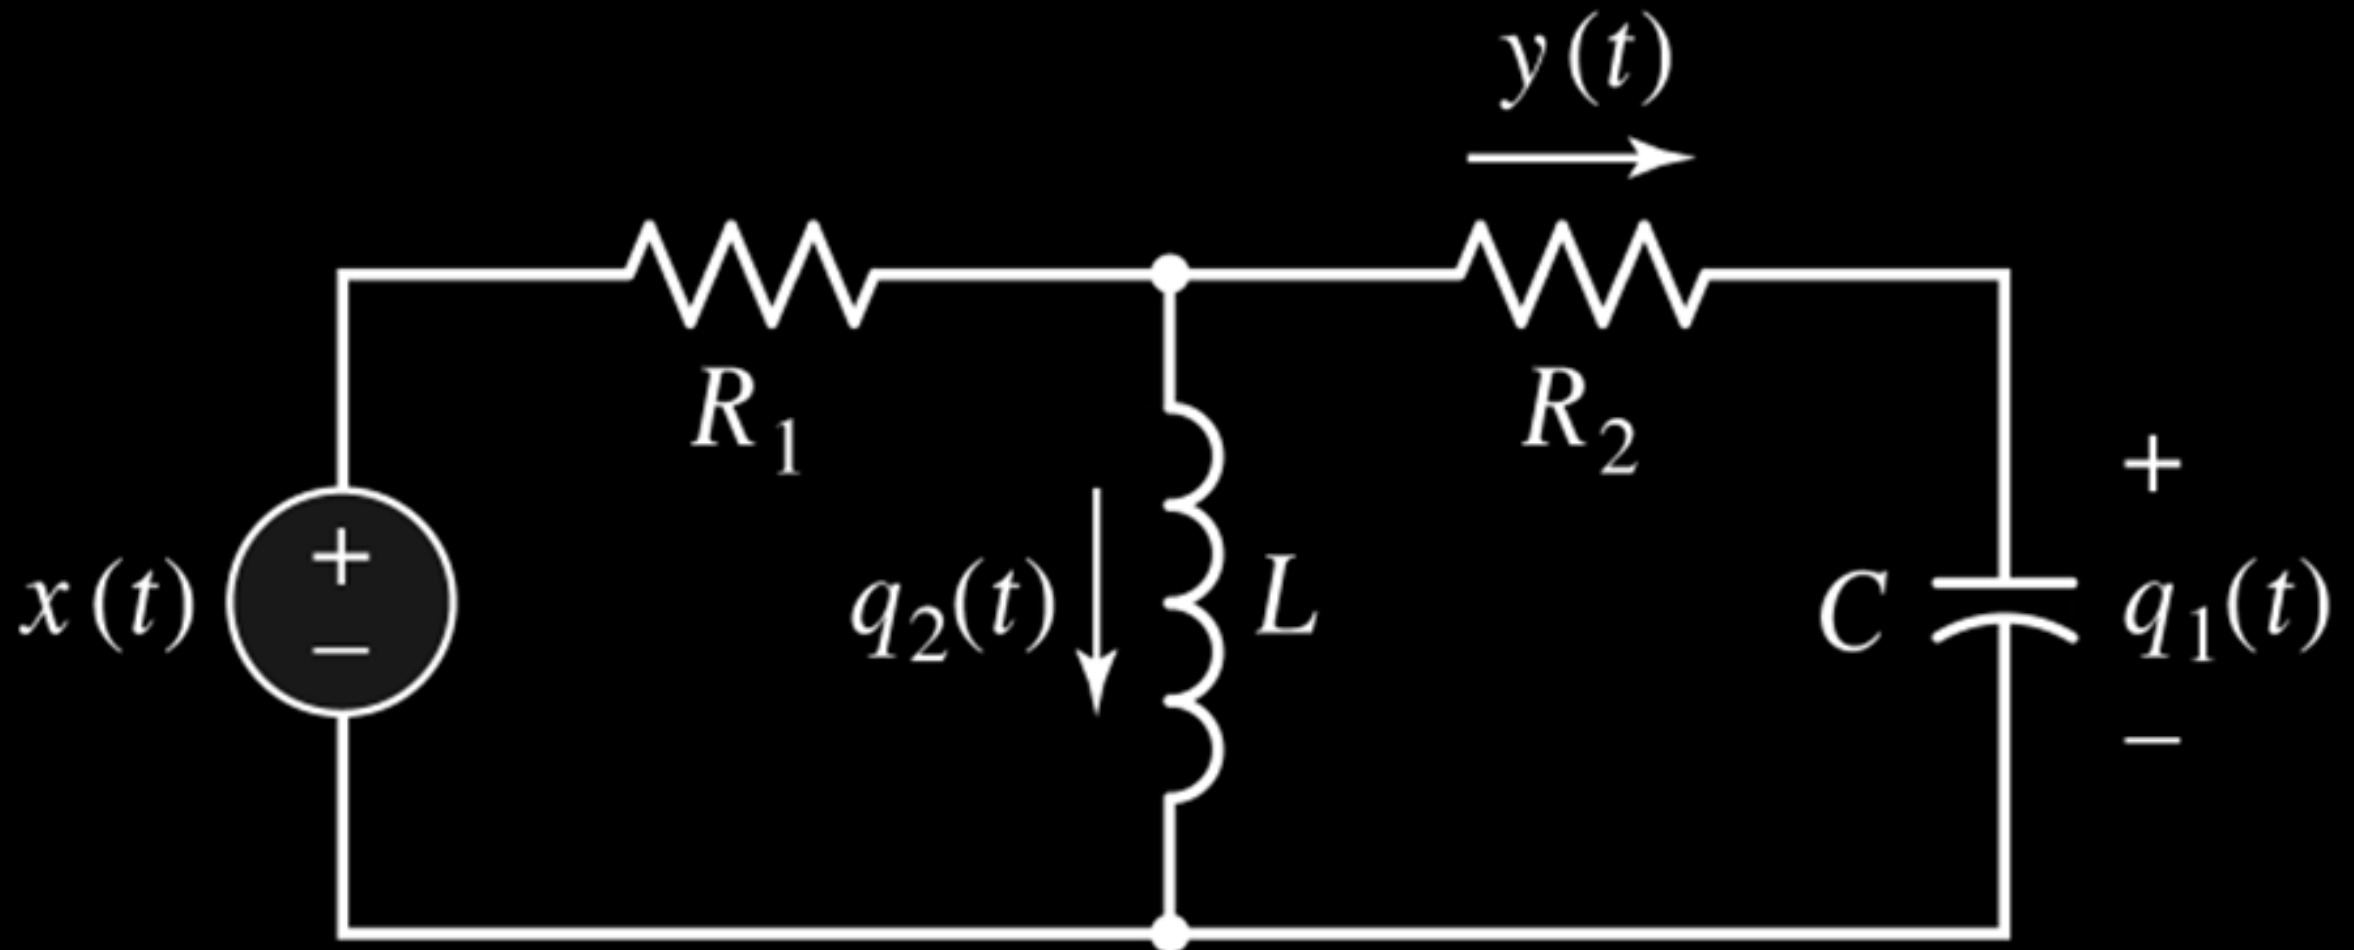 y(t)
R1
R2
+
+
x(t)
q2(t)
L
C
q1(t)
−
−